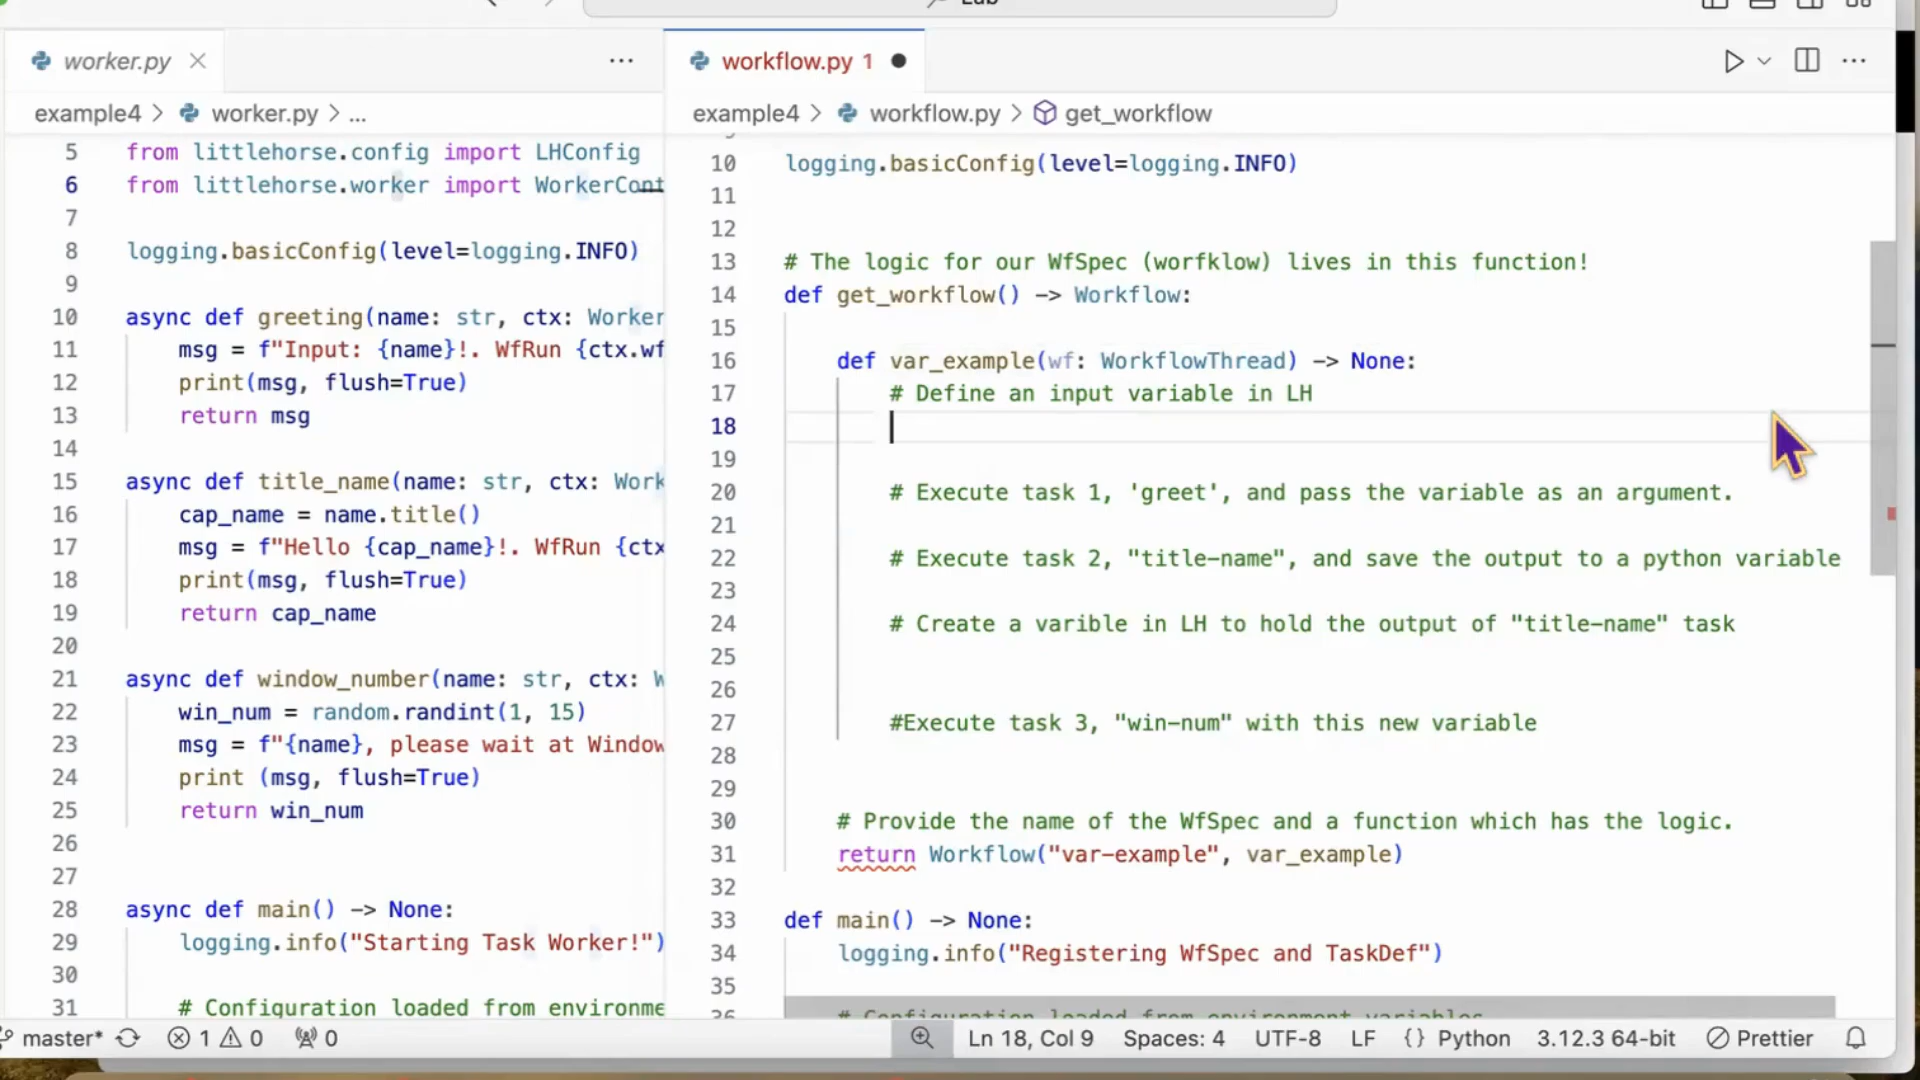 Lab
worker.py
example4 > worker.py > ...
5 from littlehorse.config import LHConfig
6 from littlehorse.worker import WorkerCont
7
8 logging.basicConfig(level=logging.INFO)
9
10 async def greeting(name: str, ctx: Worker
11 msg = f"Input: {name}!. WfRun {ctx.wf
12 print(msg, flush=True)
13 return msg
14
15 async def title_name(name: str, ctx: Work
16 cap_name = name.title()
17 msg = f"Hello {cap_name}!. WfRun {ctx
18 print(msg, flush=True)
19 return cap_name
20
21 async def window_number(name: str, ctx: W
22 win_num = random.randint(1, 15)
23 msg = f"{name}, please wait at Window
24 print (msg, flush=True)
25 return win_num
26
27
28 async def main() -> None:
29 logging.info("Starting Task Worker!")
30
31 # Configuration loaded from environme
workflow.py 1
example4 > workflow.py > get_workflow
10 logging.basicConfig(level=logging.INFO)
11
12
13 # The logic for our WfSpec (worfklow) lives in this function!
14 def get_workflow() -> Workflow:
15
16 def var_example(wf: WorkflowThread) -> None:
17 # Define an input variable in LH
18
19
20 # Execute task 1, 'greet', and pass the variable as an argument.
21
22 # Execute task 2, "title-name", and save the output to a python variable
23
24 # Create a varible in LH to hold the output of "title-name" task
25
26
27 #Execute task 3, "win-num" with this new variable
28
29
30 # Provide the name of the WfSpec and a function which has the logic.
31 return Workflow("var-example", var_example)
32
33 def main() -> None:
34 logging.info("Registering WfSpec and TaskDef")
35
36 # Configuration loaded from environment variables
master* 1 0 0 Ln 18, Col 9 Spaces: 4 UTF-8 LF {} Python 3.12.3 64-bit Prettier